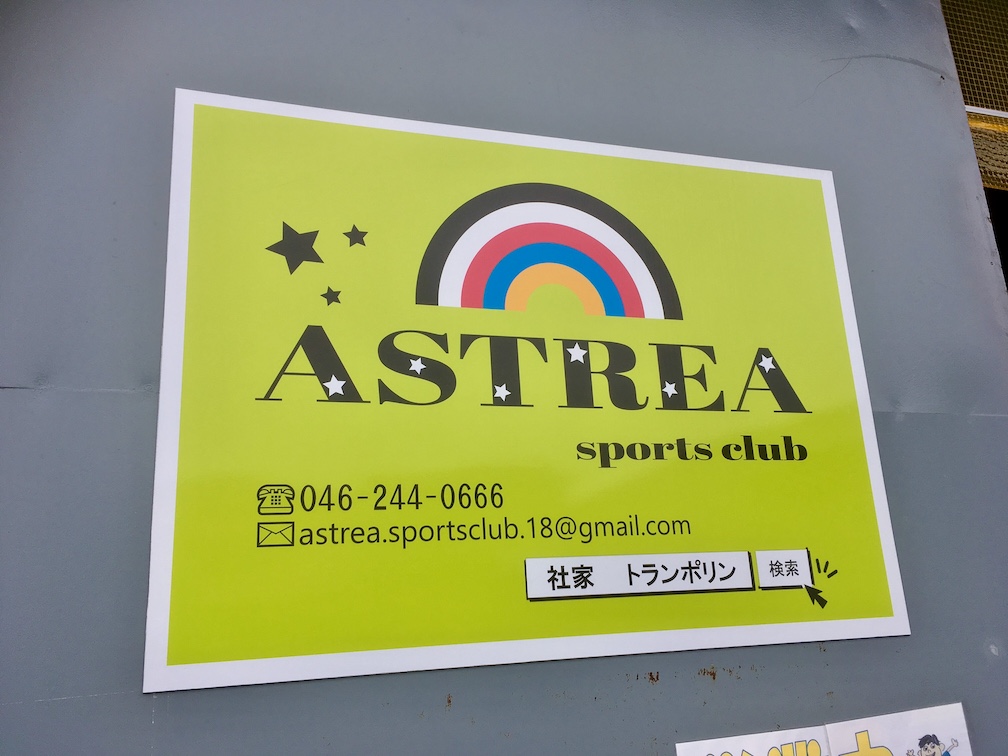 ASTREA
sports club
046-244-0666
astrea.sportsclub.18@gmail.com
社家 トランポリン 検索